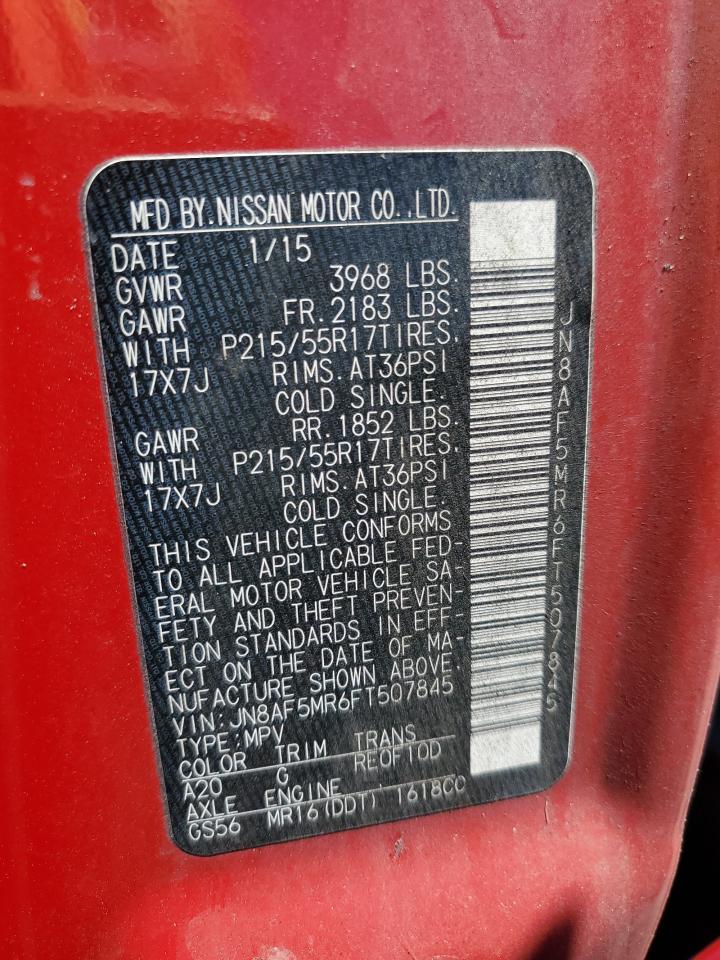 MFD BY.NISSAN MOTOR CO.,LTD.
DATE 1/15
GVWR 3968 LBS.
GAWR FR. 2183 LBS.
WITH P215/55R17TIRES.
17X7J RIMS. AT36PSI
COLD SINGLE.
GAWR RR. 1852 LBS.
WITH P215/55R17TIRES.
17X7J RIMS. AT36PSI
COLD SINGLE.
THIS VEHICLE CONFORMS
TO ALL APPLICABLE FED-
ERAL MOTOR VEHICLE SA-
FETY AND THEFT PREVEN-
TION STANDARDS IN EFF-
ECT ON THE DATE OF MA-
NUFACTURE SHOWN ABOVE.
VIN:JN8AF5MR6FT507845
TYPE:MPV
COLOR TRIM TRANS
A20 G RE0F10D
AXLE ENGINE
GS56 MR16(DDT) 1618CC
JN8AF5MR6FT507845